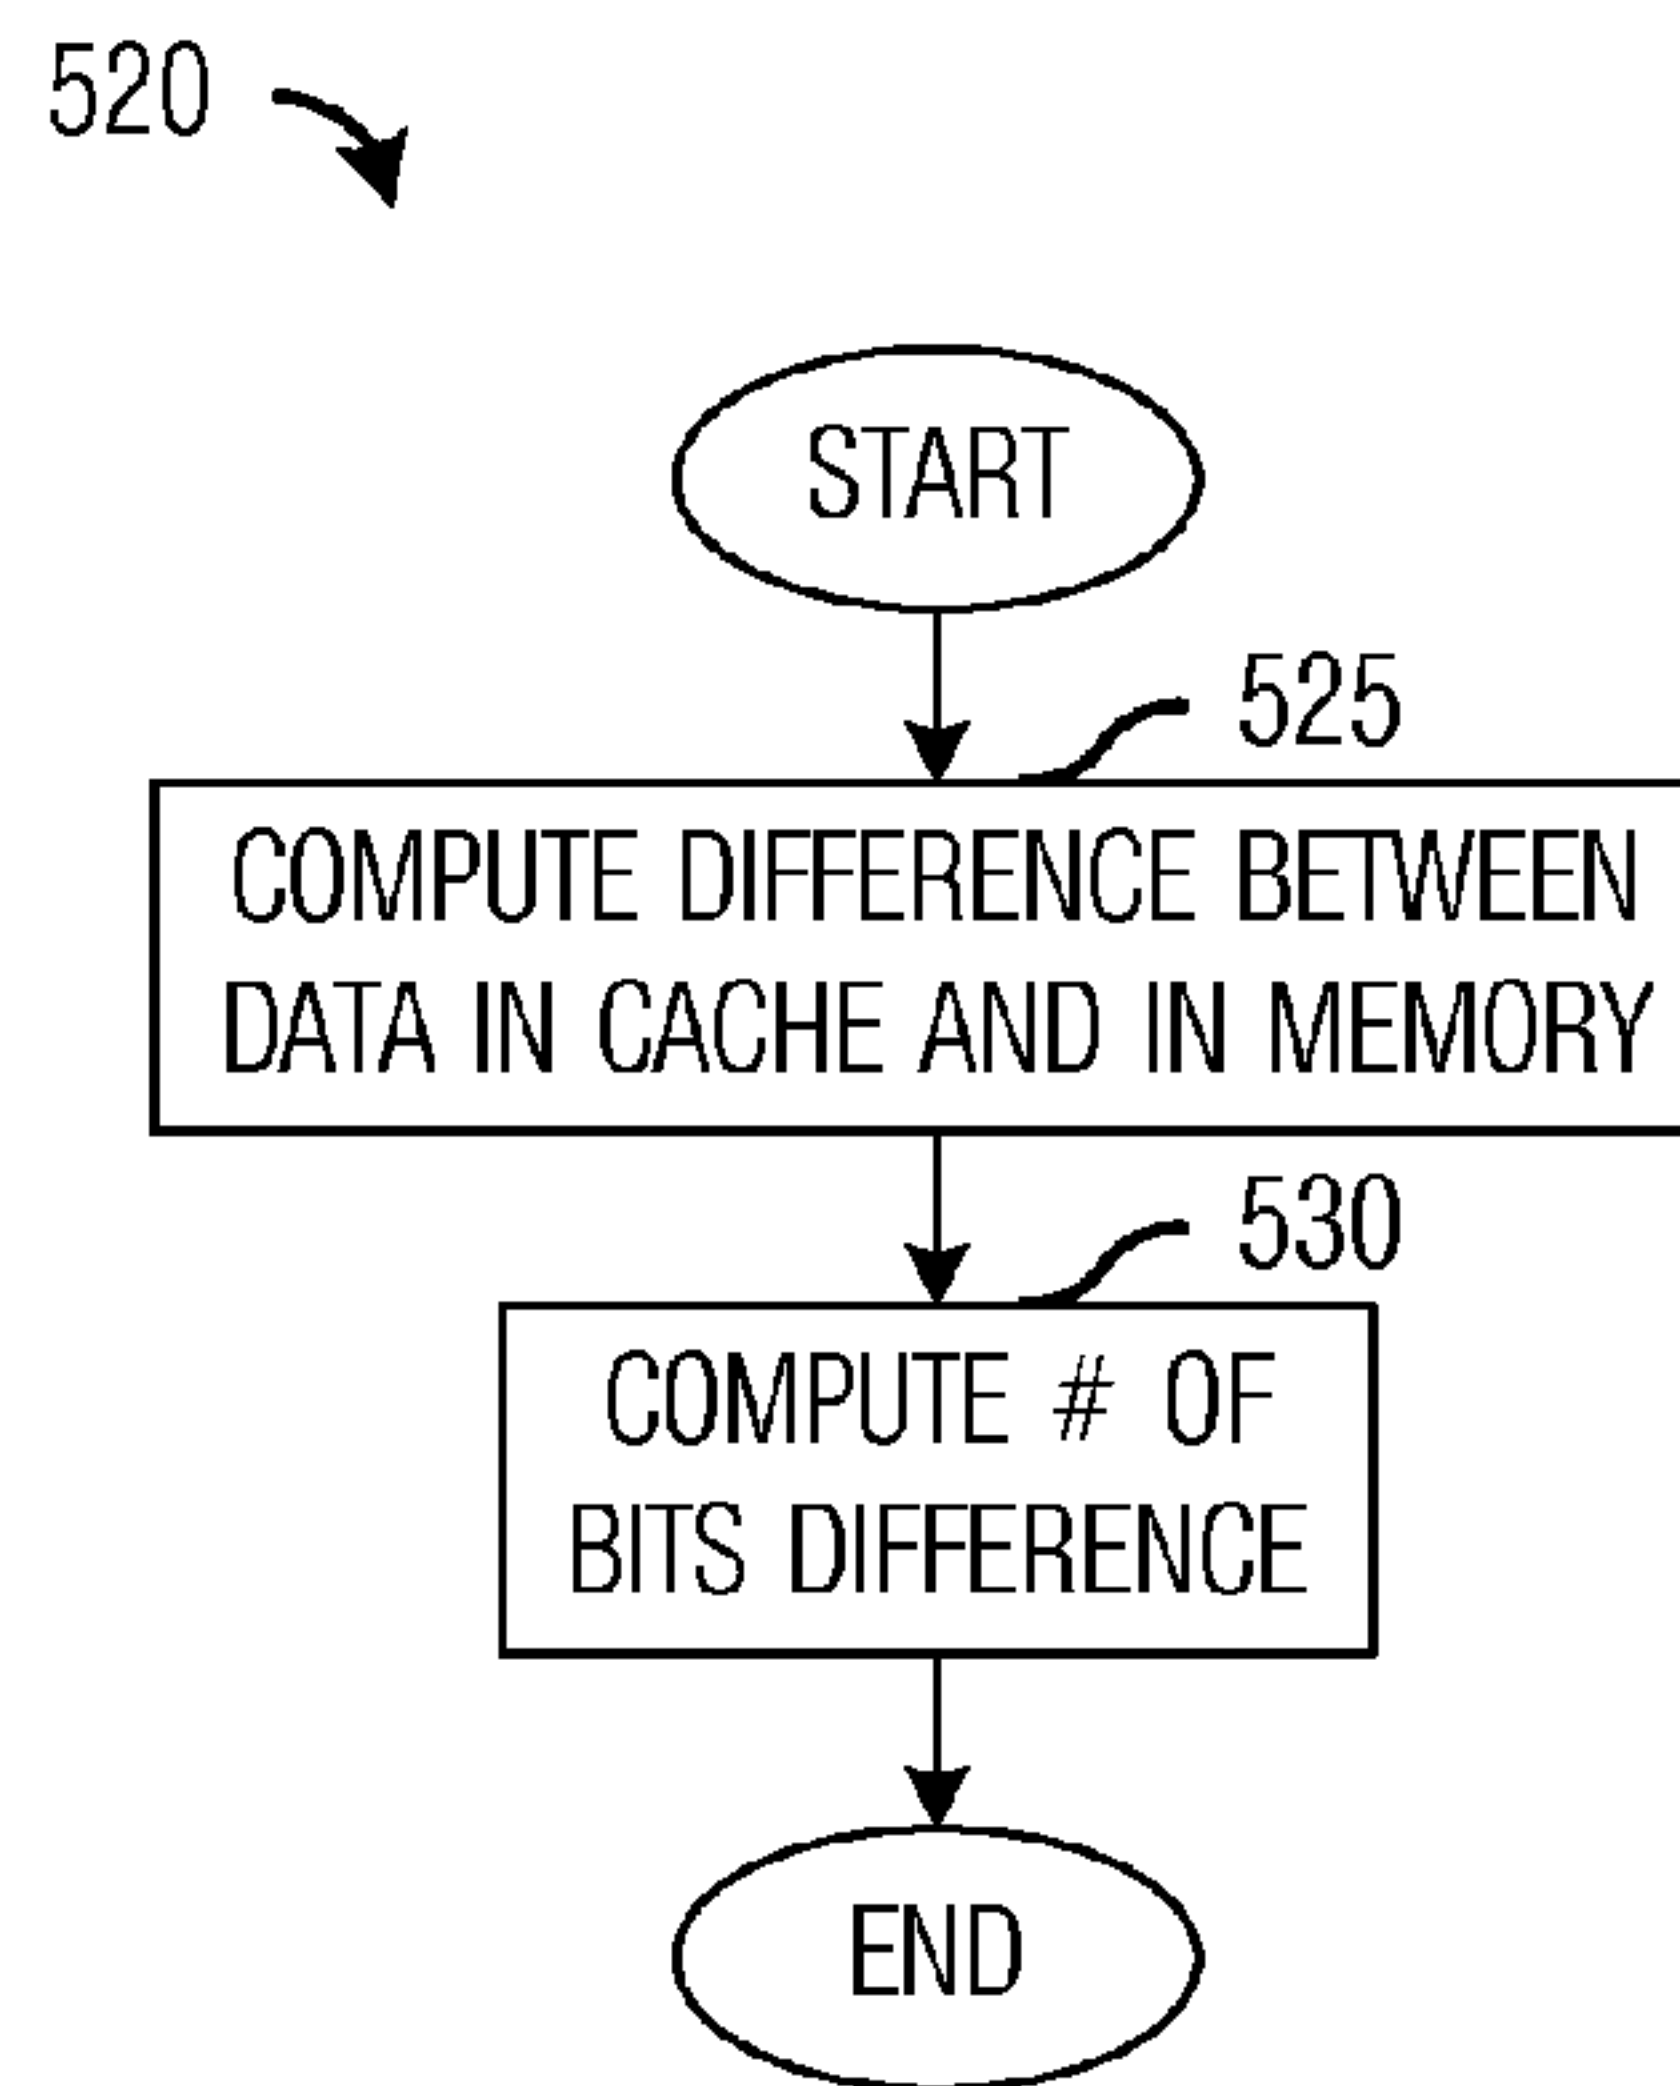 520
START
525
COMPUTE DIFFERENCE BETWEEN
DATA IN CACHE AND IN MEMORY
530
COMPUTE # OF
BITS DIFFERENCE
END